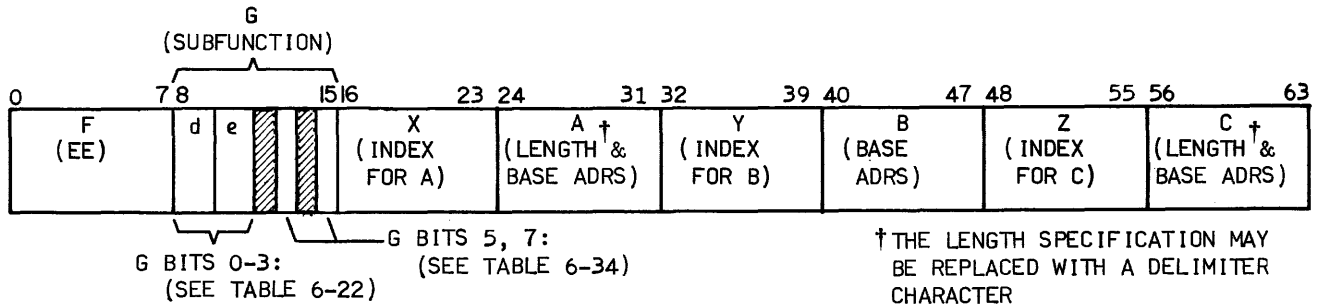 G
(SUBFUNCTION)
0 7 8 15 16 23 24 31 32 39 40 47 48 55 56 63
F
(EE)
d
e
X
(INDEX
FOR A)
A †
(LENGTH &
BASE ADRS)
Y
(INDEX
FOR B)
B
(BASE
ADRS)
Z
(INDEX
FOR C)
C †
(LENGTH &
BASE ADRS)
G BITS 0-3:
(SEE TABLE 6-22)
G BITS 5, 7:
(SEE TABLE 6-34)
† THE LENGTH SPECIFICATION MAY
BE REPLACED WITH A DELIMITER
CHARACTER